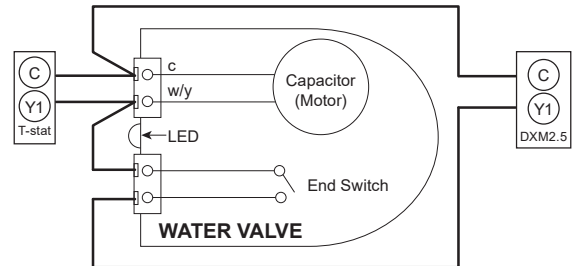 C
Y1
T-stat
c
w/y
LED
Capacitor
(Motor)
End Switch
WATER VALVE
C
Y1
DXM2.5